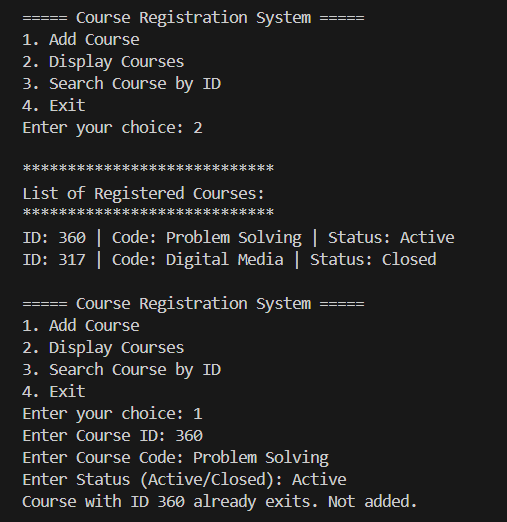 ===== Course Registration System =====
1. Add Course
2. Display Courses
3. Search Course by ID
4. Exit
Enter your choice: 2
****************************
List of Registered Courses:
****************************
ID: 360 | Code: Problem Solving | Status: Active
ID: 317 | Code: Digital Media | Status: Closed
===== Course Registration System =====
1. Add Course
2. Display Courses
3. Search Course by ID
4. Exit
Enter your choice: 1
Enter Course ID: 360
Enter Course Code: Problem Solving
Enter Status (Active/Closed): Active
Course with ID 360 already exits. Not added.